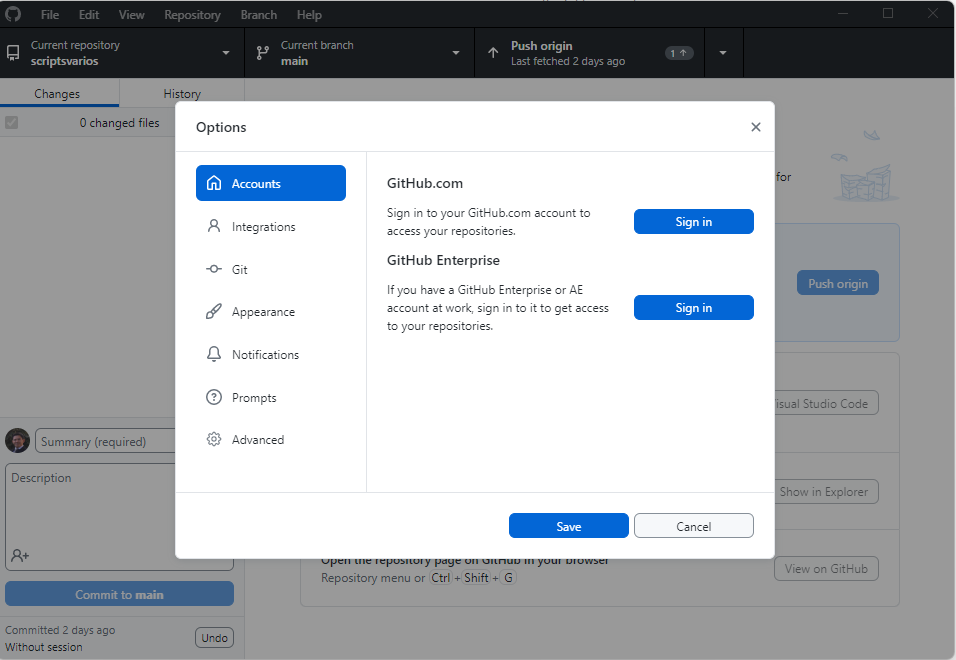 File Edit View Repository Branch Help
Current repository
scriptsvarios
Current branch
main
Push origin
Last fetched 2 days ago
1
Changes History
0 changed files
Options
Accounts
Integrations
Git
Appearance
Notifications
Prompts
Advanced
GitHub.com
Sign in to your GitHub.com account to
access your repositories.
Sign in
GitHub Enterprise
If you have a GitHub Enterprise or AE
account at work, sign in to it to get access
to your repositories.
Sign in
Save
Cancel
for
Push origin
isual Studio Code
Show in Explorer
Open the repository page on GitHub in your browser
Repository menu or Ctrl + Shift + G
View on GitHub
Summary (required)
Description
Commit to main
Committed 2 days ago
Without session
Undo